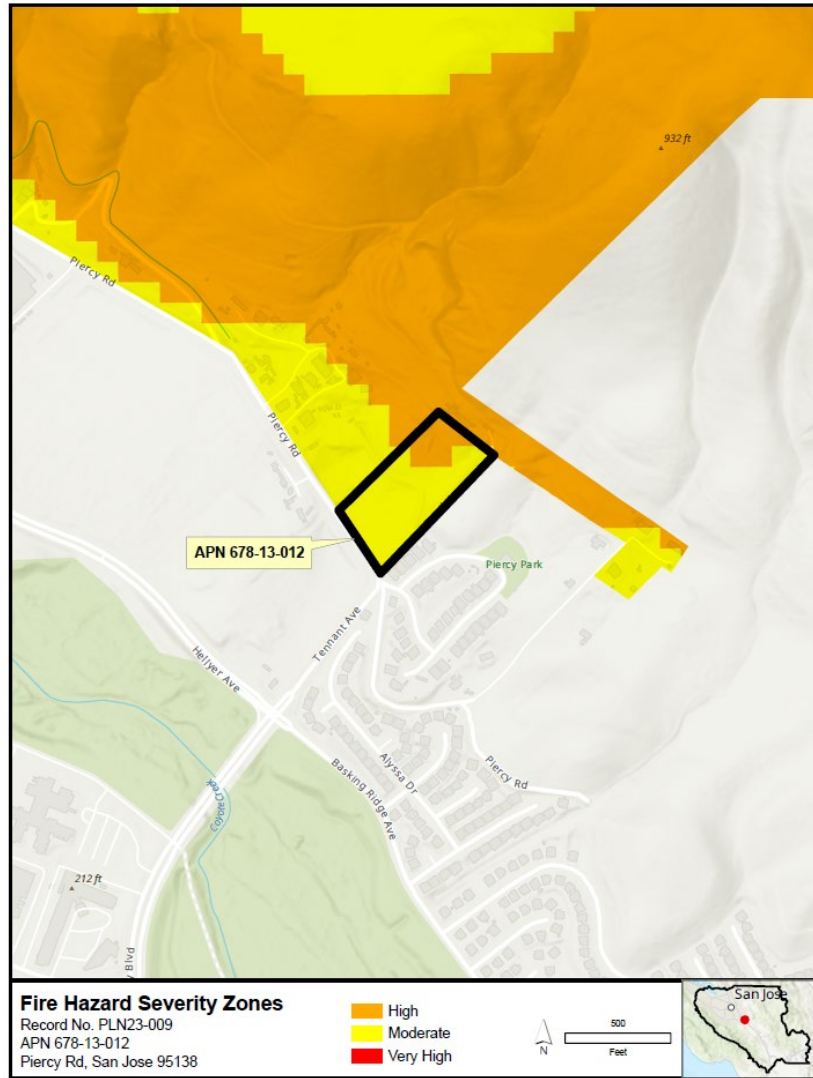 932 ft
Piercy Rd
Piercy Rd
APN 678-13-012
Piercy Park
Tennant Ave
Hellyer Ave
Coyote Creek
Basking Ridge Ave
Alyssa Dr
Piercy Rd
212 ft
y Blvd
Fire Hazard Severity Zones
Record No. PLN23-009
APN 678-13-012
Piercy Rd, San Jose 95138
High
Moderate
Very High
N
500
Feet
San Jose